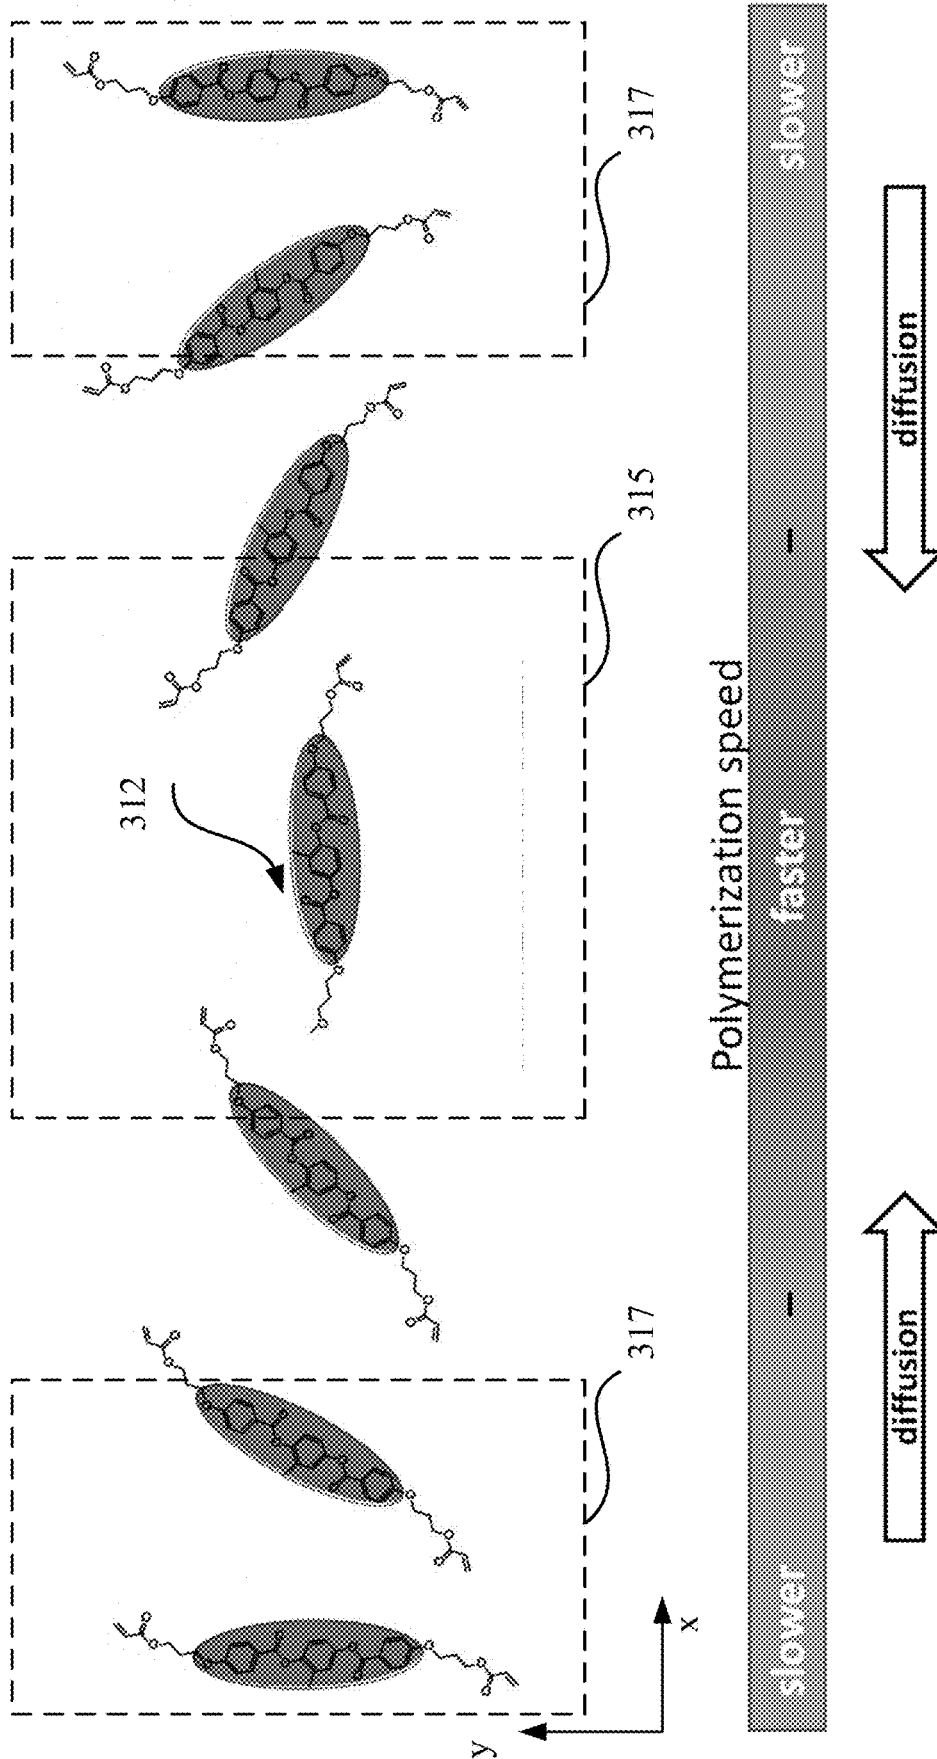 312
y
317
315
317
x
Polymerization speed
slower – faster – slower
diffusion
diffusion